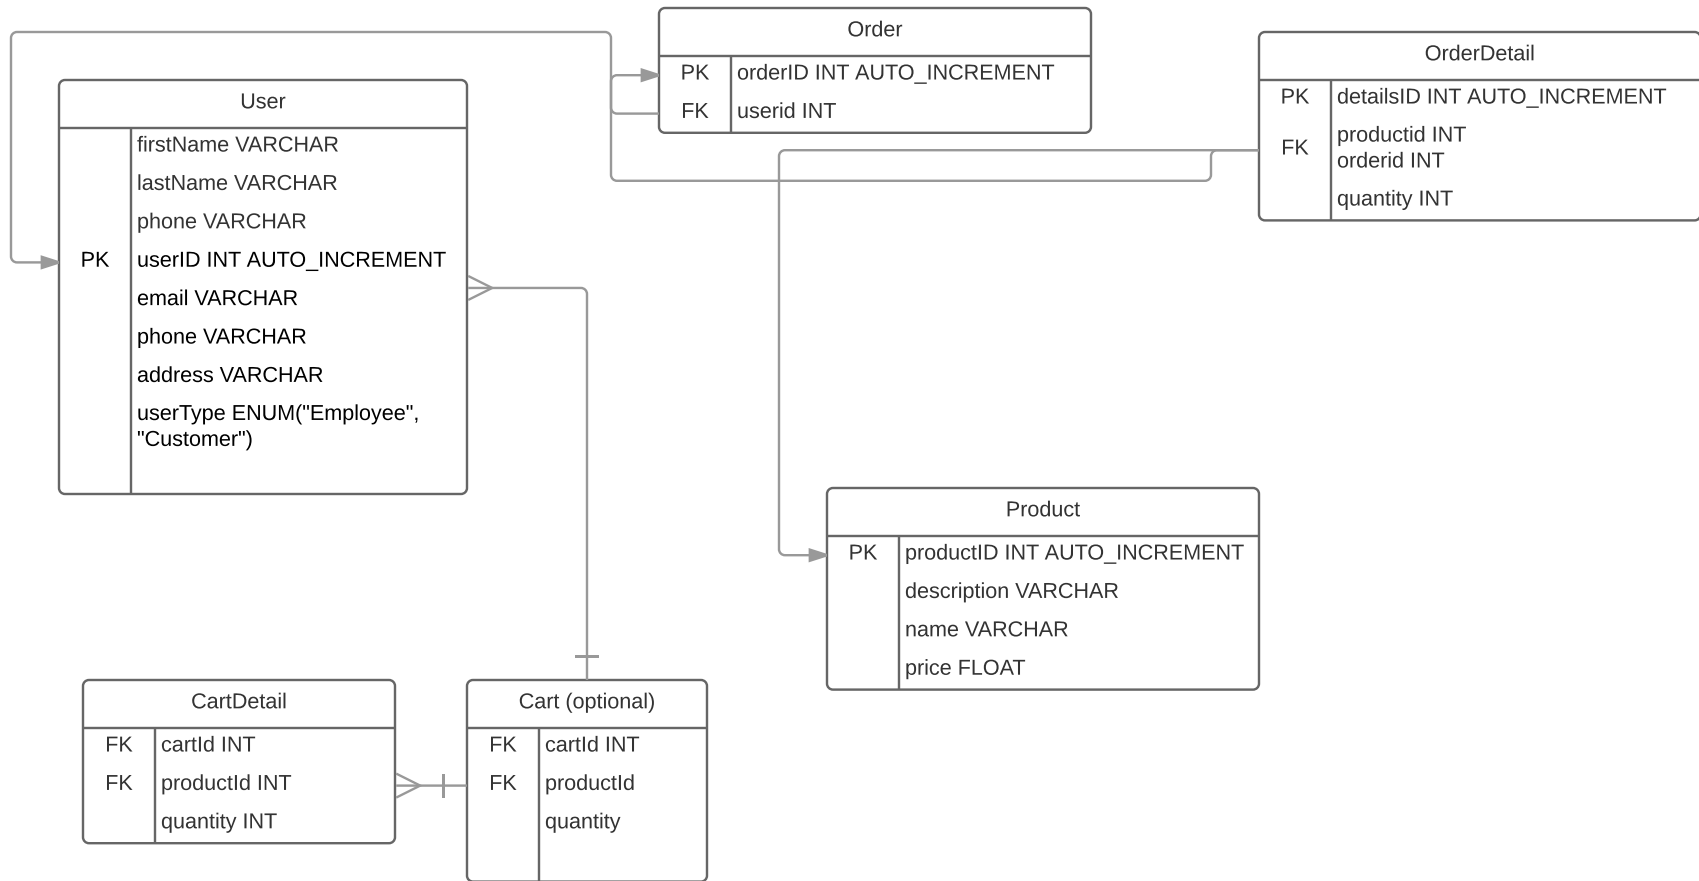 Order
PK orderID INT AUTO_INCREMENT
FK userid INT
OrderDetail
PK detailsID INT AUTO_INCREMENT
FK productid INT
orderid INT
quantity INT
User
firstName VARCHAR
lastName VARCHAR
phone VARCHAR
PK userID INT AUTO_INCREMENT
email VARCHAR
phone VARCHAR
address VARCHAR
userType ENUM("Employee",
"Customer")
Product
PK productID INT AUTO_INCREMENT
description VARCHAR
name VARCHAR
price FLOAT
CartDetail
FK cartId INT
FK productId INT
quantity INT
Cart (optional)
FK cartId INT
FK productId
quantity